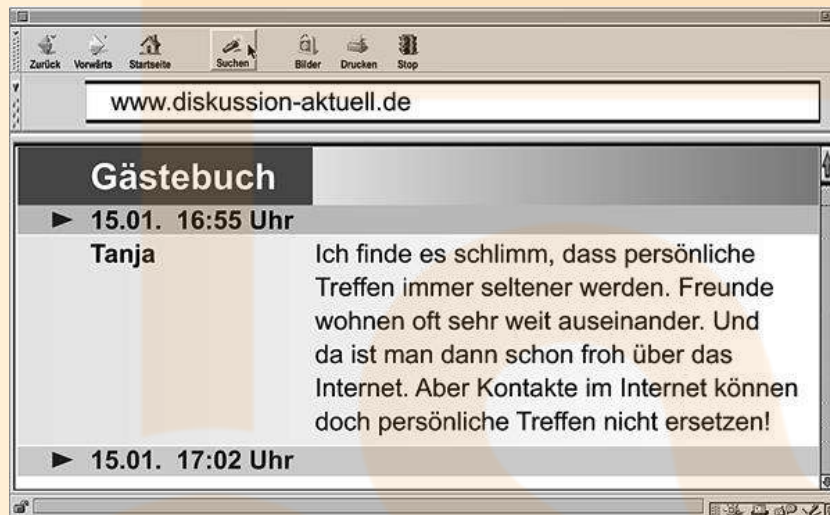 Zurück Vorwärts Startseite Suchen Bilder Drucken Stop
www.diskussion-aktuell.de
Gästebuch
15.01. 16:55 Uhr
Tanja Ich finde es schlimm, dass persönliche
Treffen immer seltener werden. Freunde
wohnen oft sehr weit auseinander. Und
da ist man dann schon froh über das
Internet. Aber Kontakte im Internet können
doch persönliche Treffen nicht ersetzen!
15.01. 17:02 Uhr